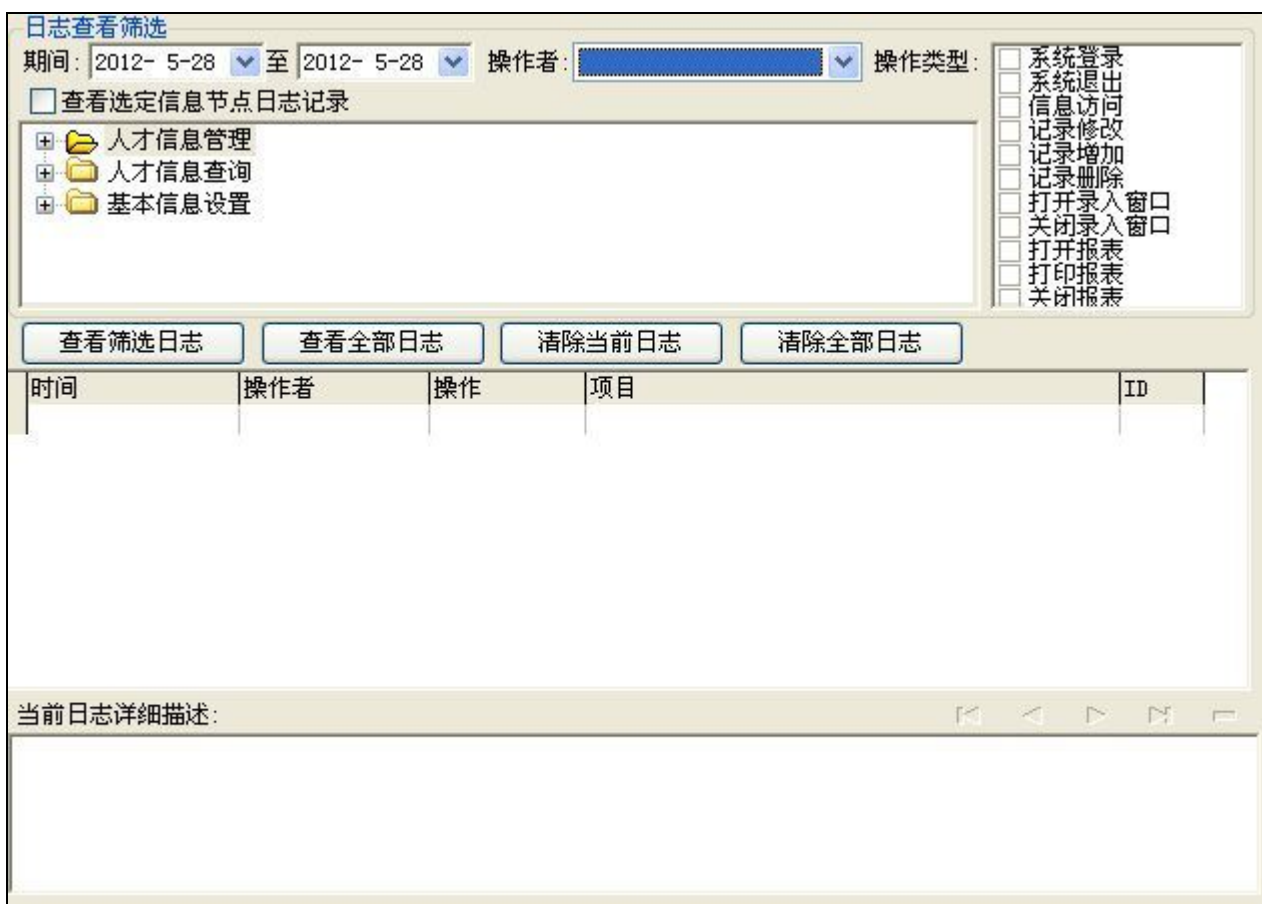 日志查看筛选
期间: 2012- 5-28 至 2012- 5-28 操作者: 操作类型:
系统登录
系统退出
信息访问
记录修改
记录增加
记录删除
打开录入窗口
关闭录入窗口
打开报表
打印报表
关闭报表
查看选定信息节点日志记录
人才信息管理
人才信息查询
基本信息设置
查看筛选日志 查看全部日志 清除当前日志 清除全部日志
时间 操作者 操作 项目 ID
当前日志详细描述: